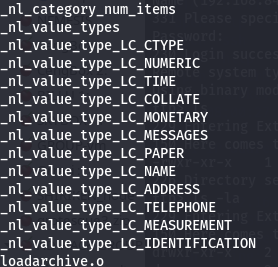 _nl_category_num_items
_nl_value_types
_nl_value_type_LC_CTYPE
_nl_value_type_LC_NUMERIC
_nl_value_type_LC_TIME
_nl_value_type_LC_COLLATE
_nl_value_type_LC_MONETARY
_nl_value_type_LC_MESSAGES
_nl_value_type_LC_PAPER
_nl_value_type_LC_NAME
_nl_value_type_LC_ADDRESS
_nl_value_type_LC_TELEPHONE
_nl_value_type_LC_MEASUREMENT
_nl_value_type_LC_IDENTIFICATION
loadarchive.o